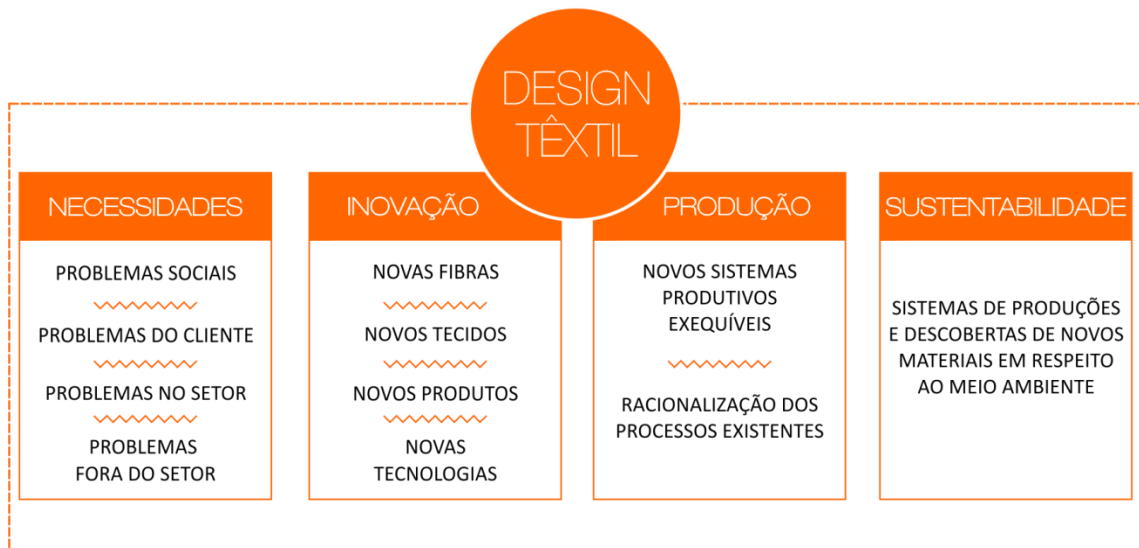 DESIGN
TÊXTIL
NECESSIDADES
PROBLEMAS SOCIAIS
PROBLEMAS DO CLIENTE
PROBLEMAS NO SETOR
PROBLEMAS
FORA DO SETOR
INOVAÇÃO
NOVAS FIBRAS
NOVOS TECIDOS
NOVOS PRODUTOS
NOVAS
TECNOLOGIAS
PRODUÇÃO
NOVOS SISTEMAS
PRODUTIVOS
EXEQUÍVEIS
RACIONALIZAÇÃO DOS
PROCESSOS EXISTENTES
SUSTENTABILIDADE
SISTEMAS DE PRODUÇÕES
E DESCOBERTAS DE NOVOS
MATERIAIS EM RESPEITO
AO MEIO AMBIENTE